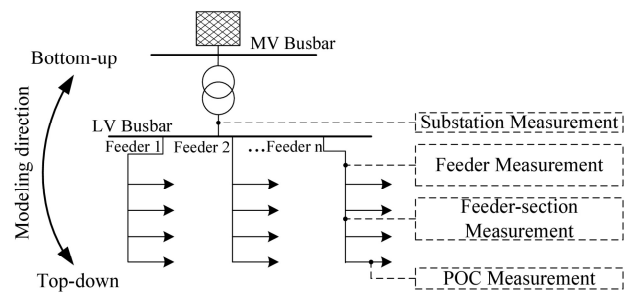 MV Busbar
Bottom-up
Modeling direction
LV Busbar
Substation Measurement
Feeder 1 Feeder 2 ...Feeder n
Feeder Measurement
Feeder-section
Measurement
Top-down
POC Measurement